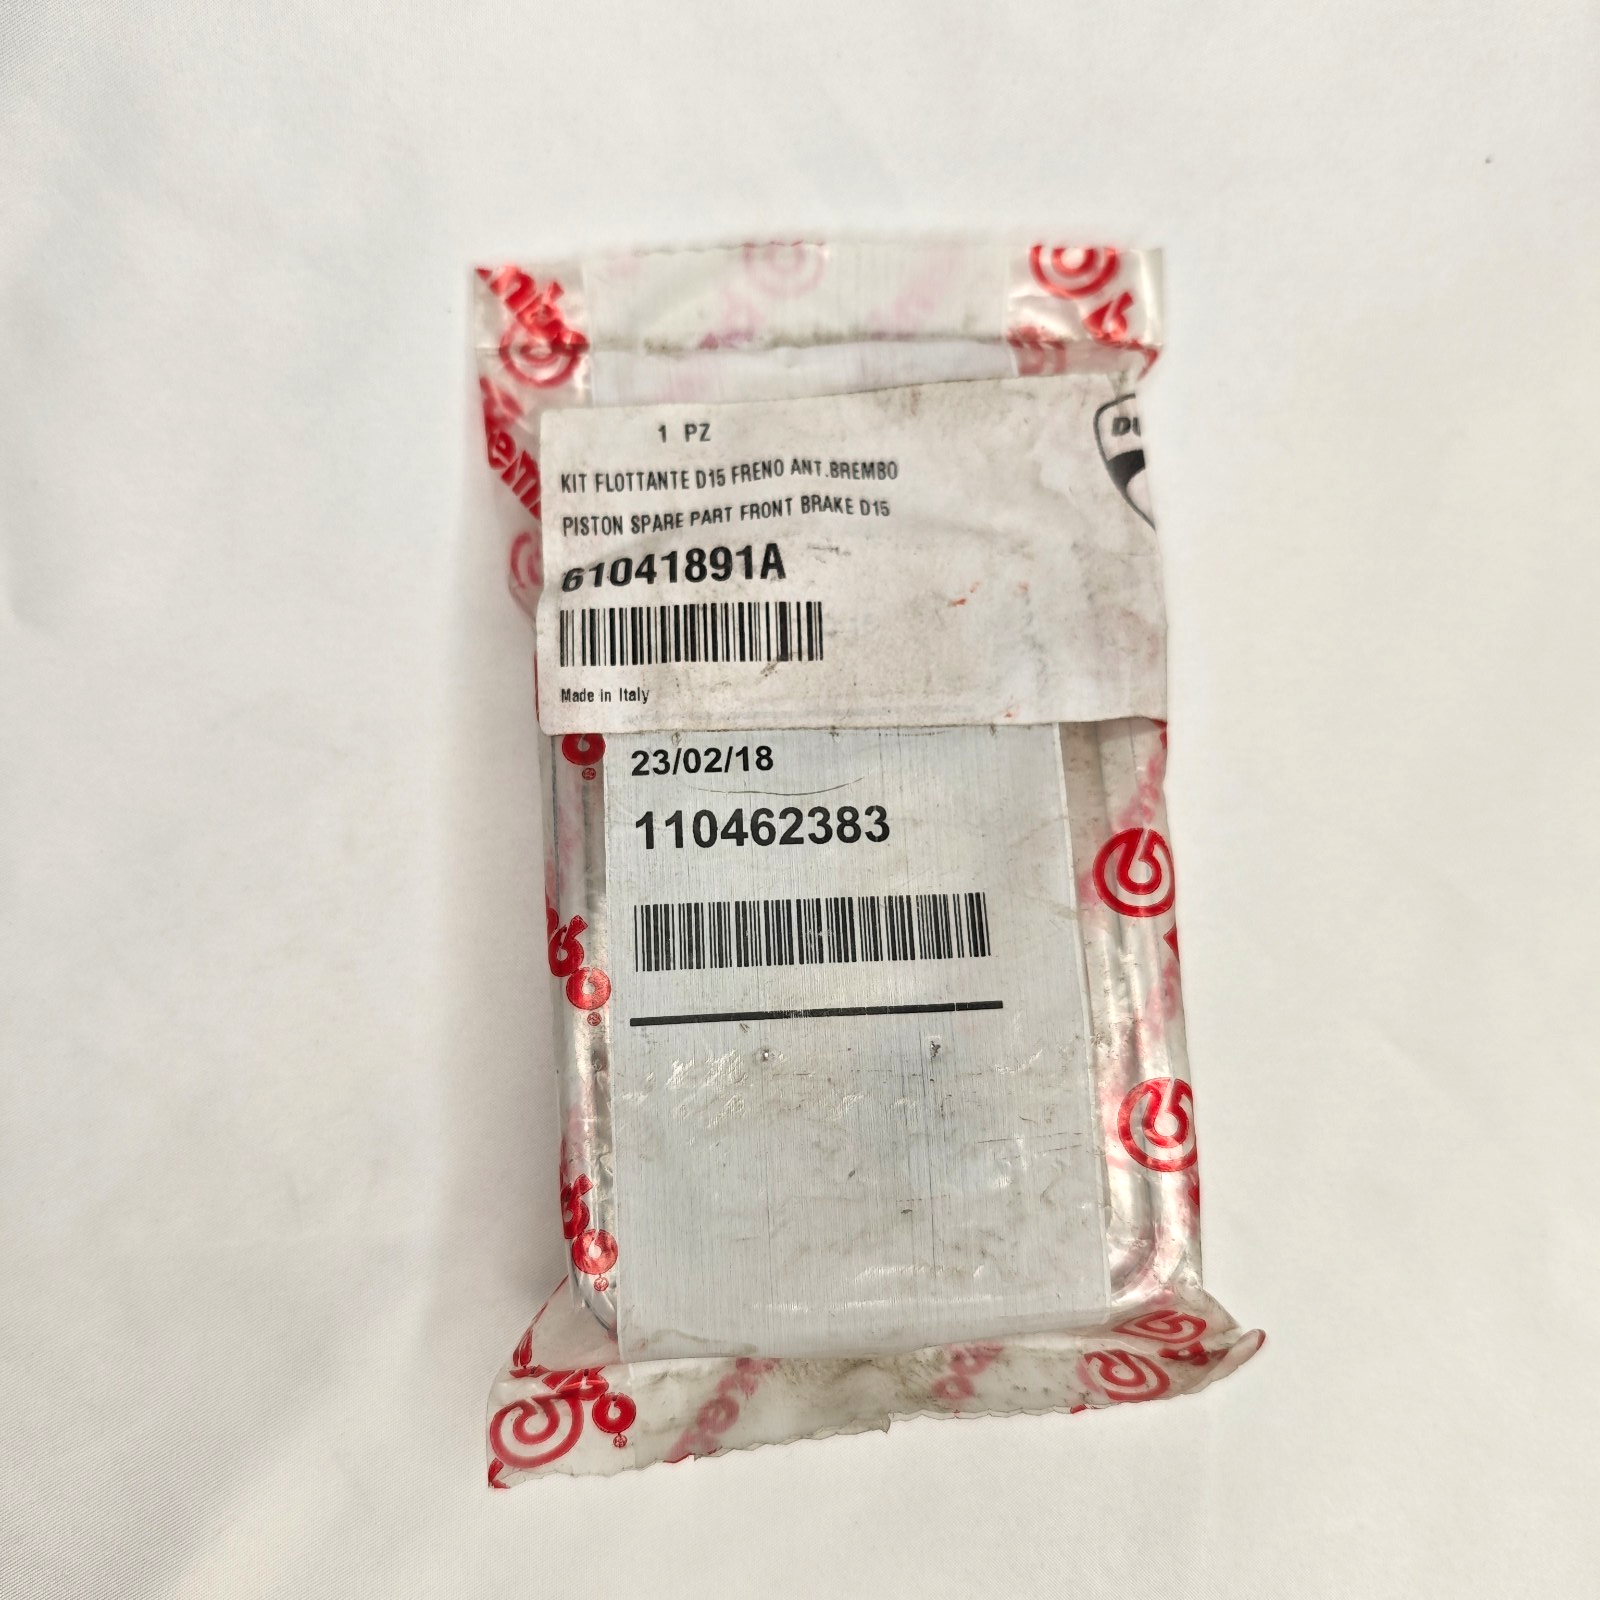 1 PZ
KIT FLOTTANTE D15 FRENO ANT.BREMBO
PISTON SPARE PART FRONT BRAKE D15
61041891A
Made in Italy
23/02/18
110462383